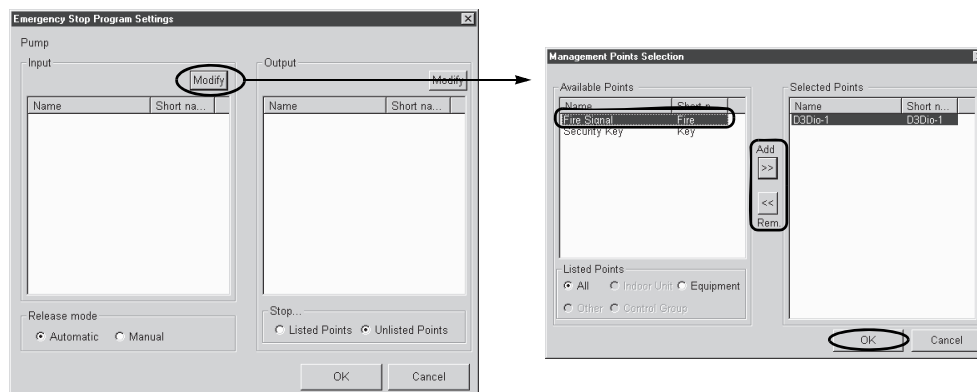 Emergency Stop Program Settings
Pump
Input
Modify
Name Short na...
Release mode
Automatic Manual
Output
Modify
Name Short na...
Stop...
Listed Points Unlisted Points
OK Cancel
Management Points Selection
Available Points
Name Short n...
Fire Signal Fire
Security Key Key
Listed Points
All Indoor Unit Equipment
Other Control Group
Add
>>
<<
Rem.
Selected Points
Name Short n...
D3Dio-1 D3Dio-1
OK Cancel